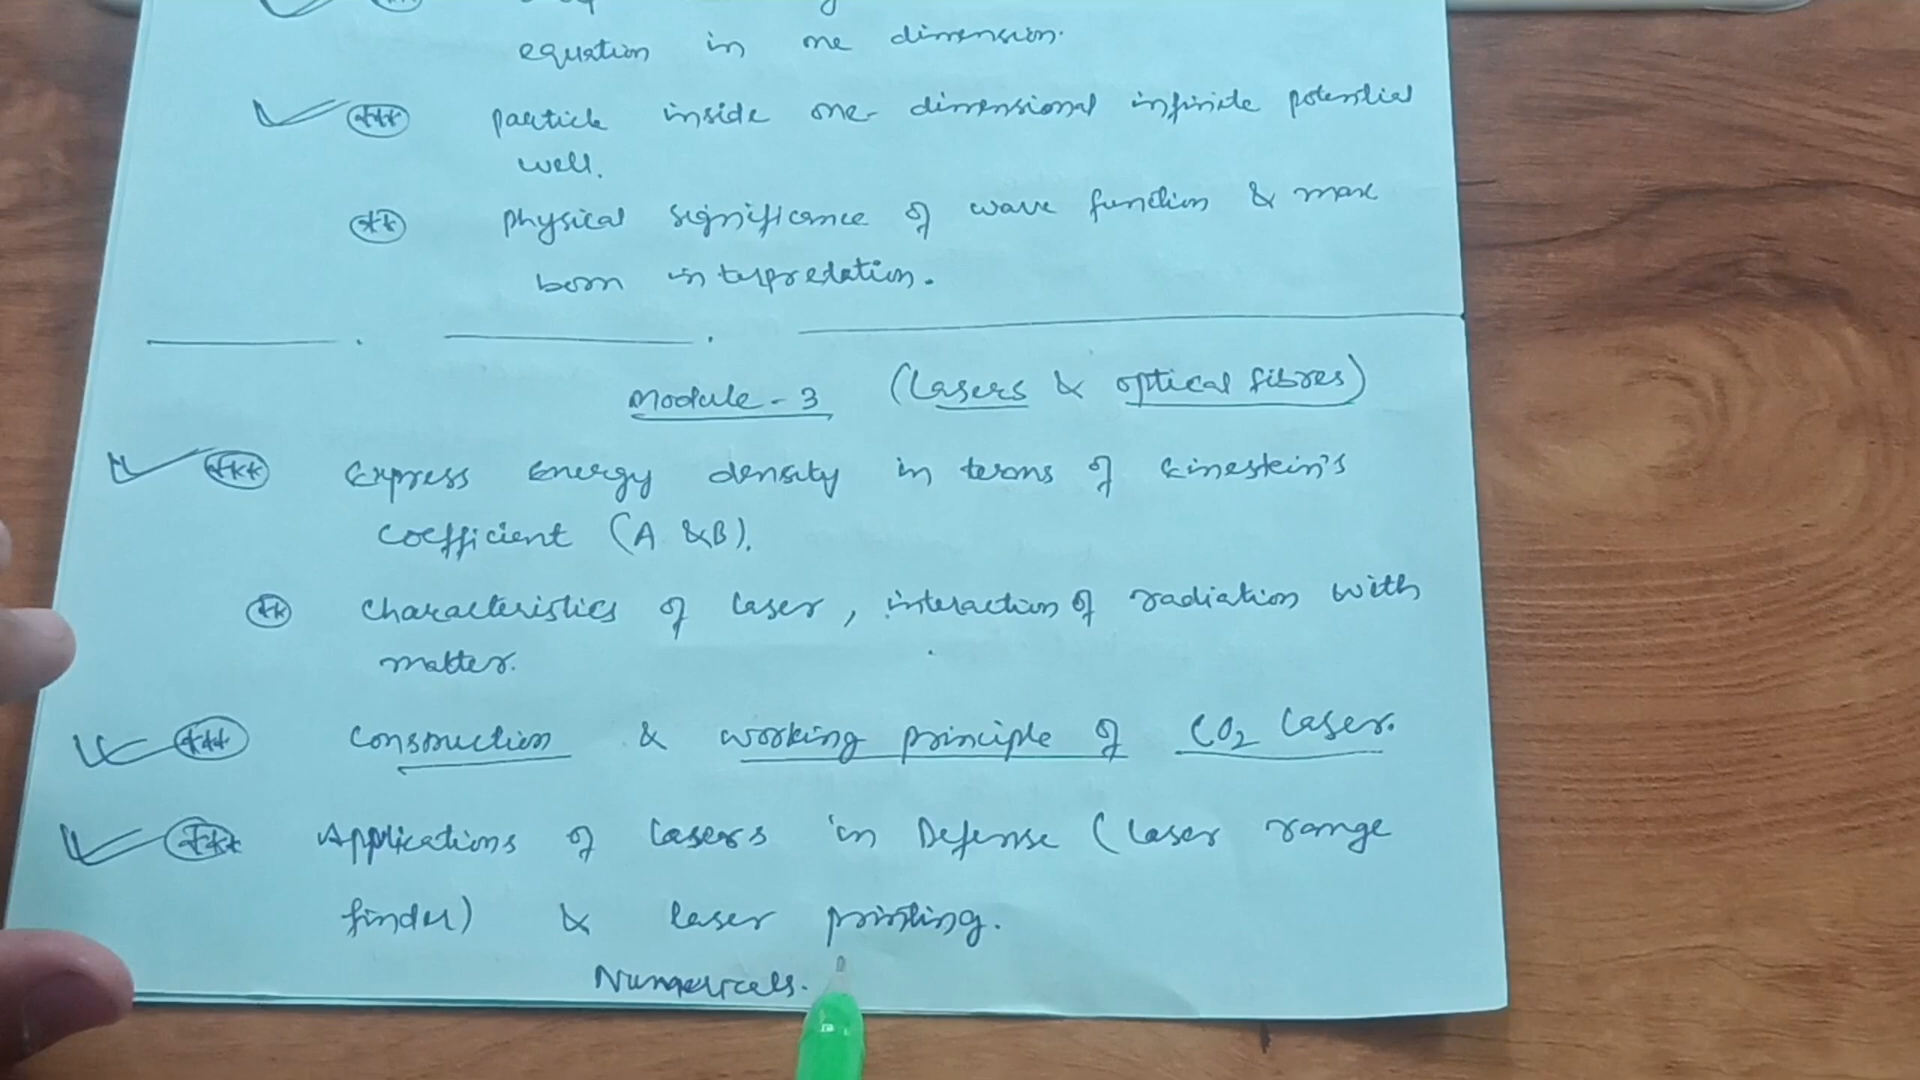 equation in one dimension.
*** particle inside one- dimensional infinite potential
well.
** physical significance of wave function & max
born interpretation.
Module - 3 (Lasers & optical fibres)
*** Express Energy density in terms of Einestein's
coefficient (A & B).
** characteristics of laser, interaction of radiation with
matter.
*** Consruction & working principle of CO2 laser.
*** Applications of lasers in Defense (laser range
finder) & laser printing.
Numericals.